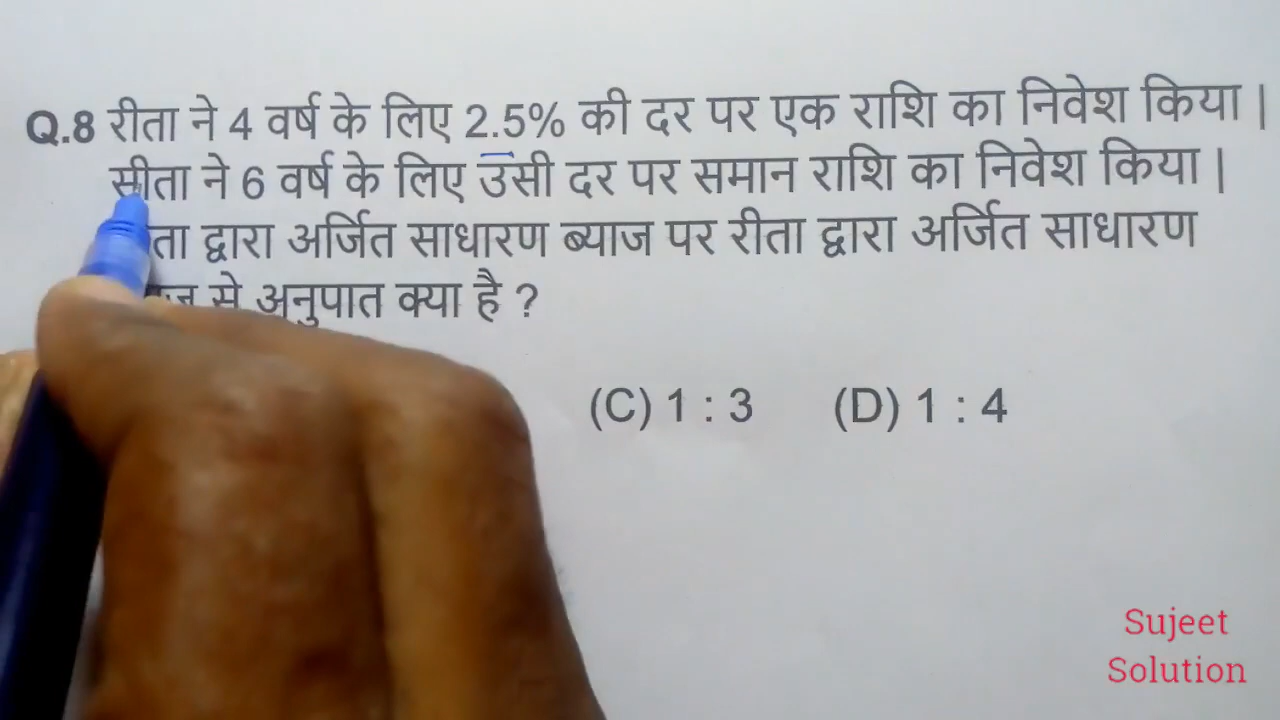 Q.8 रीता ने 4 वर्ष के लिए 2.5% की दर पर एक राशि का निवेश किया |
सीता ने 6 वर्ष के लिए उसी दर पर समान राशि का निवेश किया |
द्वारा अर्जित साधारण ब्याज पर रीता द्वारा अर्जित साधारण
से अनुपात क्या है ?
(C) 1 : 3 (D) 1 : 4
Sujeet
Solution